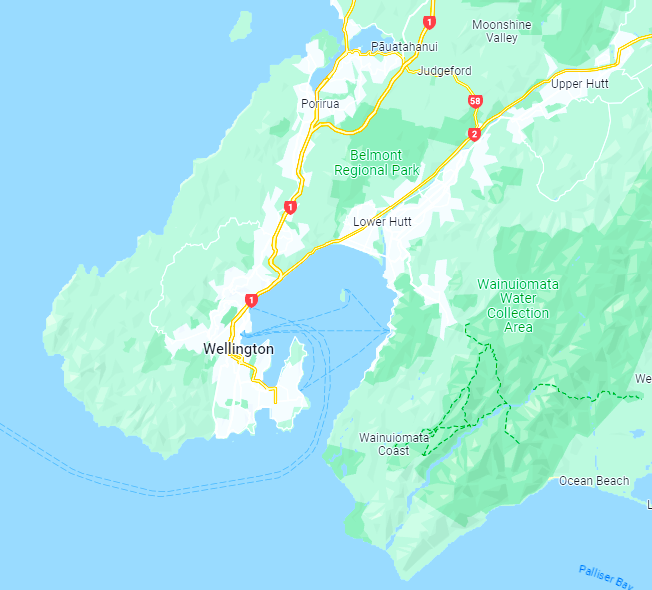 1
Moonshine
Valley
Pāuatahanui
Judgeford
58
Upper Hutt
Porirua
2
Belmont
Regional Park
1
Lower Hutt
Wainuiomata
Water
Collection
Area
1
Wellington
We
Wainuiomata
Coast
Ocean Beach
L
Palliser Bay